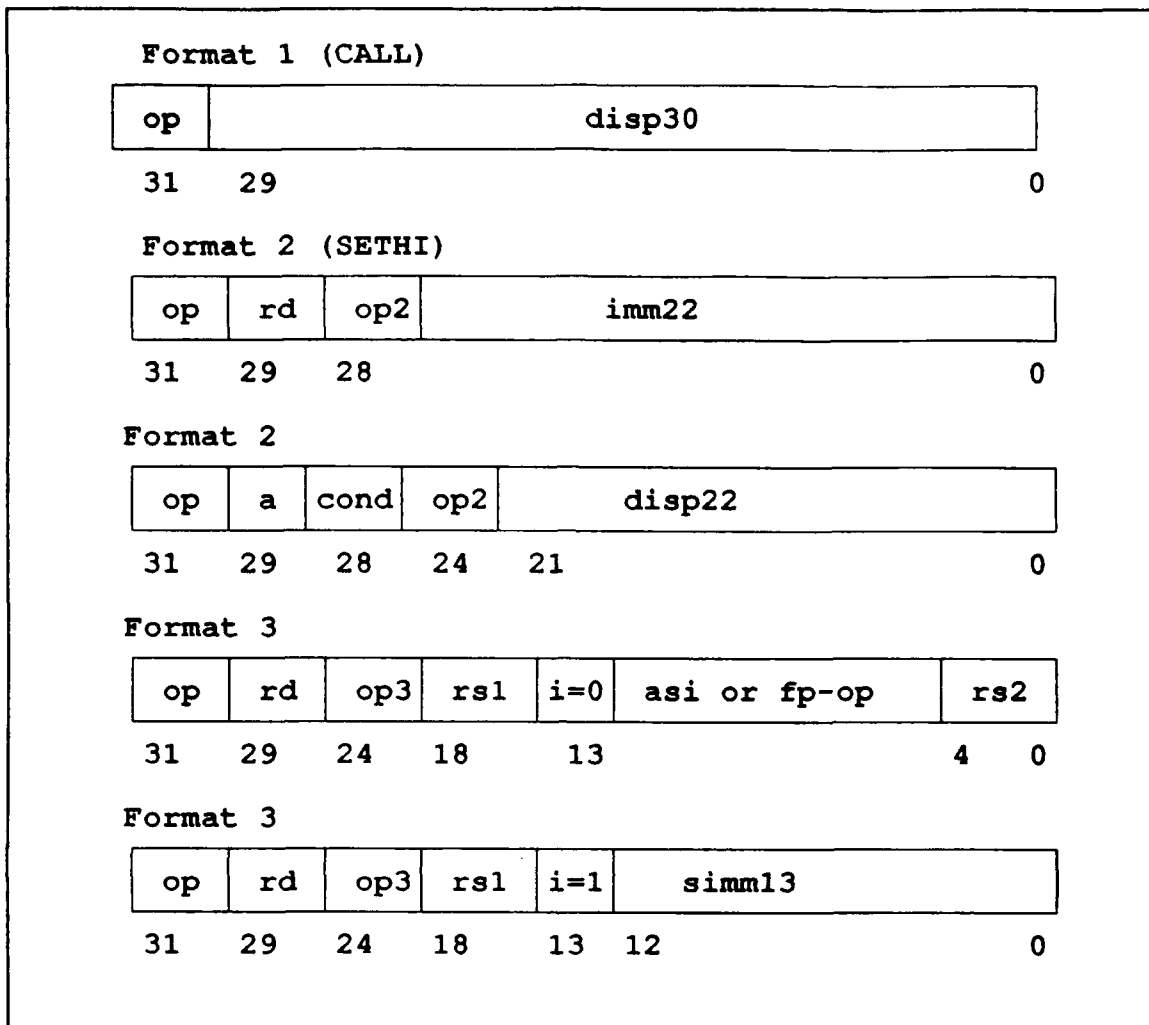 Format 1 (CALL)
op disp30
31 29 0
Format 2 (SETHI)
op rd op2 imm22
31 29 28 0
Format 2
op a cond op2 disp22
31 29 28 24 21 0
Format 3
op rd op3 rs1 i=0 asi or fp-op rs2
31 29 24 18 13 4 0
Format 3
op rd op3 rs1 i=1 simm13
31 29 24 18 13 12 0